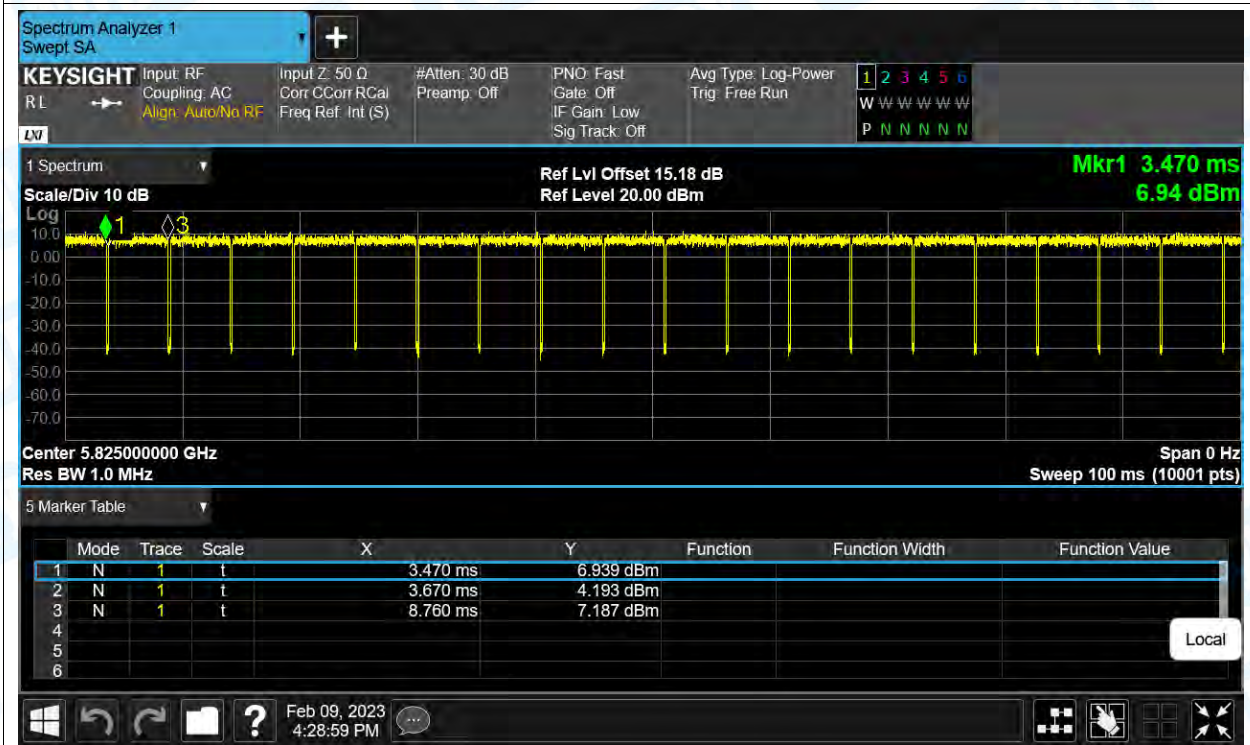 Spectrum Analyzer 1
Swept SA
+
KEYSIGHT Input: RF Input Z: 50 Ω #Atten: 30 dB PNO: Fast Avg Type: Log-Power 1 2 3 4 5 6
R L Coupling: AC Corr CCorr RCal Preamp: Off Gate: Off Trig: Free Run W W W W W W
Align: Auto/No RF Freq Ref: Int (S) IF Gain: Low
LXI Sig Track: Off P N N N N N
1 Spectrum Ref Lvl Offset 15.18 dB Mkr1 3.470 ms
Scale/Div 10 dB Ref Level 20.00 dBm 6.94 dBm
Log
1 3
10.0
0.00
-10.0
-20.0
-30.0
-40.0
-50.0
-60.0
-70.0
Center 5.825000000 GHz Span 0 Hz
Res BW 1.0 MHz Sweep 100 ms (10001 pts)
5 Marker Table
Mode Trace Scale X Y Function Function Width Function Value
1 N 1 t 3.470 ms 6.939 dBm
2 N 1 t 3.670 ms 4.193 dBm
3 N 1 t 8.760 ms 7.187 dBm
4
5
6
Local
? Feb 09, 2023
4:28:59 PM